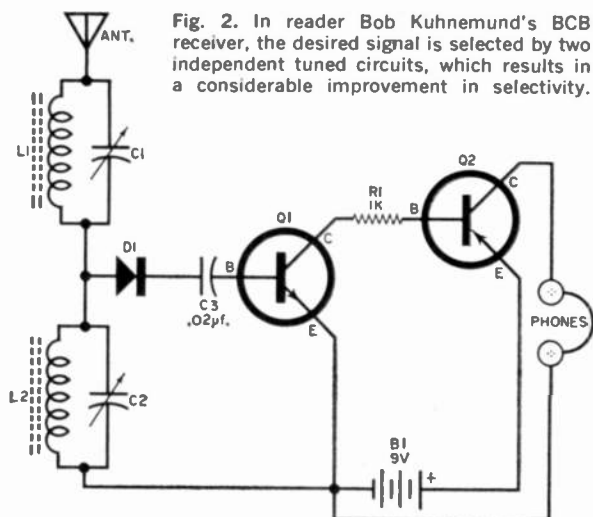 Fig. 2. In reader Bob Kuhnemund's BCB
receiver, the desired signal is selected by two
independent tuned circuits, which results in
a considerable improvement in selectivity.
ANT.
L1
C1
D1
C3
.02µf.
B
Q1
C
E
R1
1K
B
Q2
C
E
PHONES
L2
C2
B1
9V
+